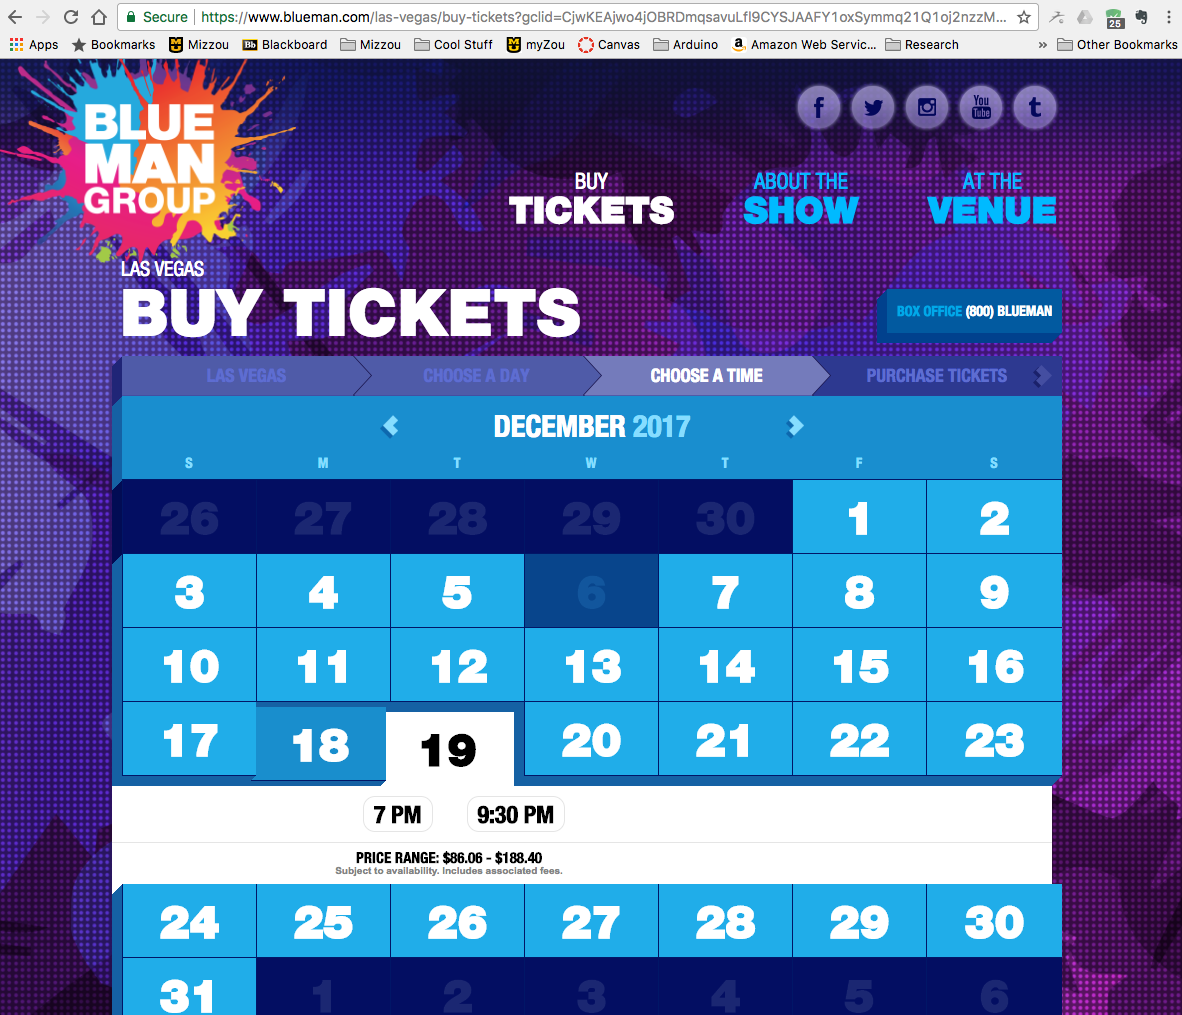 Secure
https://www.blueman.com/las-vegas/buy-tickets?gclid=CjwKEAjwo4jOBRDmqsavuLfl9CYSJAAFY1oxSymmq21Q1oj2nzzM...
25
Apps Bookmarks Mizzou Blackboard Mizzou Cool Stuff myZou Canvas Arduino Amazon Web Servic... Research » Other Bookmarks
BLUE
MAN
GROUP
You
Tube
BUY
TICKETS
ABOUT THE
SHOW
AT THE
VENUE
LAS VEGAS
BUY TICKETS
BOX OFFICE (800) BLUEMAN
LAS VEGAS CHOOSE A DAY CHOOSE A TIME PURCHASE TICKETS
DECEMBER 2017
S M T W T F S
26 27 28 29 30 1 2
3 4 5 6 7 8 9
10 11 12 13 14 15 16
17 18 19 20 21 22 23
7 PM 9:30 PM
PRICE RANGE: $86.06 - $188.40
Subject to availability. Includes associated fees.
24 25 26 27 28 29 30
31 1 2 3 4 5 6